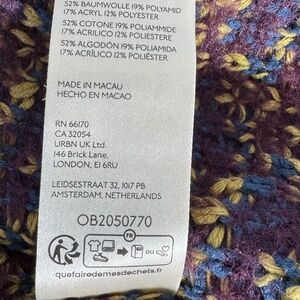 52% BAUMWOLLE 19% POLYAMID
17% ACRYL 12% POLYESTER
52% COTONE 19% POLIAMMIDE
17% ACRILICO 12% POLIESTERE
52% ALGODÓN 19% POLIAMIDA
17% ACRÍLICO 12% POLIÉSTER
MADE IN MACAU
HECHO EN MACAO
RN 66170
CA 32054
URBN UK Ltd.
146 Brick Lane,
LONDON, E1 6RU
LEIDSESTRAAT 32, 1017 PB
AMSTERDAM, NETHERLANDS
OB2050770
FR
OU
quefairedemesdechets.fr